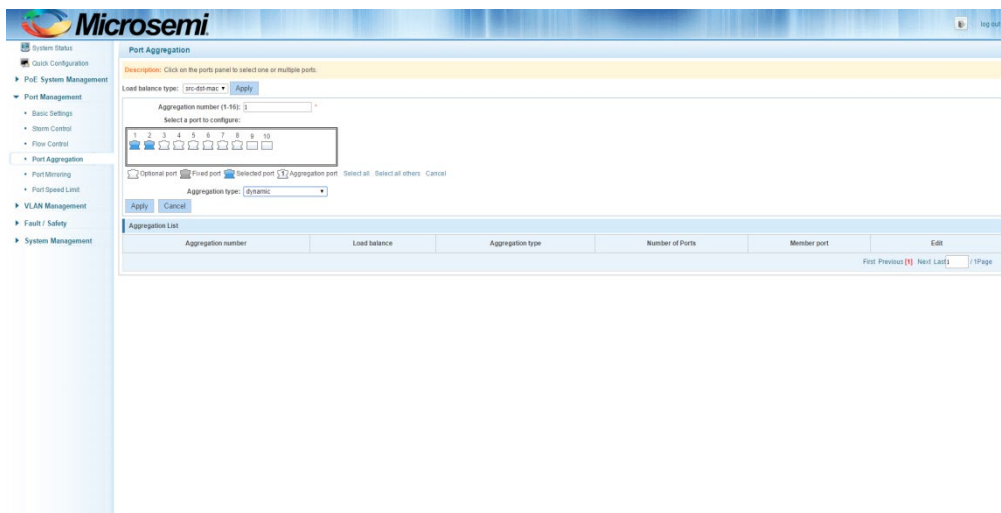 Microsemi.
log out
System Status
Quick Configuration
PoE System Management
Port Management
Basic Settings
Storm Control
Flow Control
Port Aggregation
Port Mirroring
Port Speed Limit
VLAN Management
Fault / Safety
System Management
Port Aggregation
Description: Click on the ports panel to select one or multiple ports.
Load balance type: src-dst-mac Apply
Aggregation number (1-16): 1 *
Select a port to configure:
1 2 3 4 5 6 7 8 9 10
Optional port Fixed port Selected port 1 Aggregation port Select all Select all others Cancel
Aggregation type: dynamic
Apply Cancel
Aggregation List
Aggregation number Load balance Aggregation type Number of Ports Member port Edit
First Previous [1] Next Last 1 / 1Page